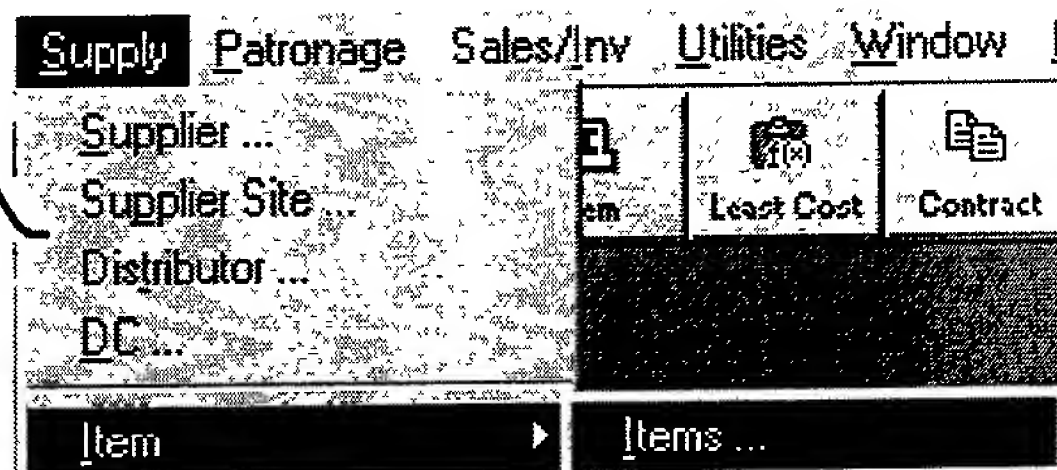 Supply Patronage Sales/Inv Utilities Window
Supplier ...
Supplier Site ...
Least Cost Contract
Distributor ...
DC ...
Item Items ...